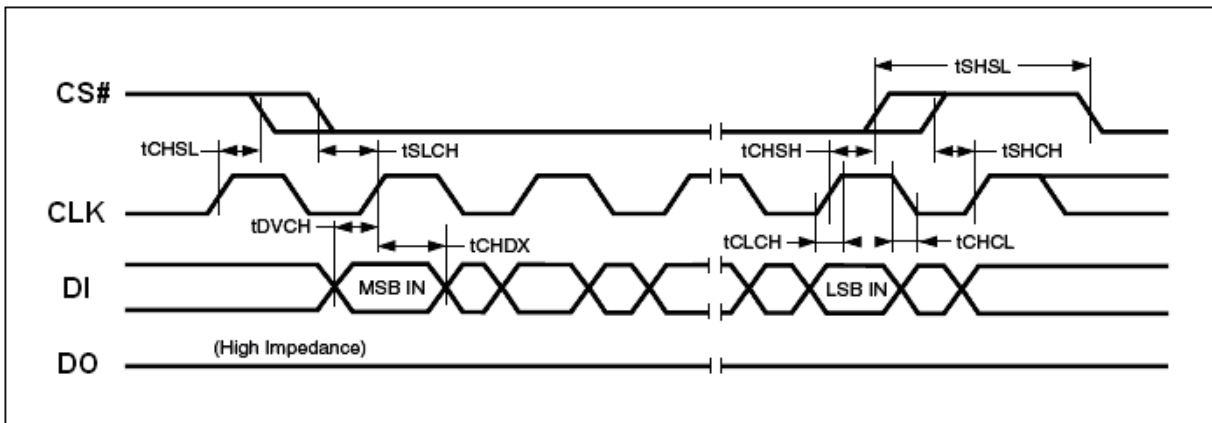 tSHSL
CS#
tCHSL
tSLCH
tCHSH
tSHCH
CLK
tDVCH
tCHDX
tCLCH
tCHCL
DI
MSB IN
LSB IN
(High Impedance)
DO